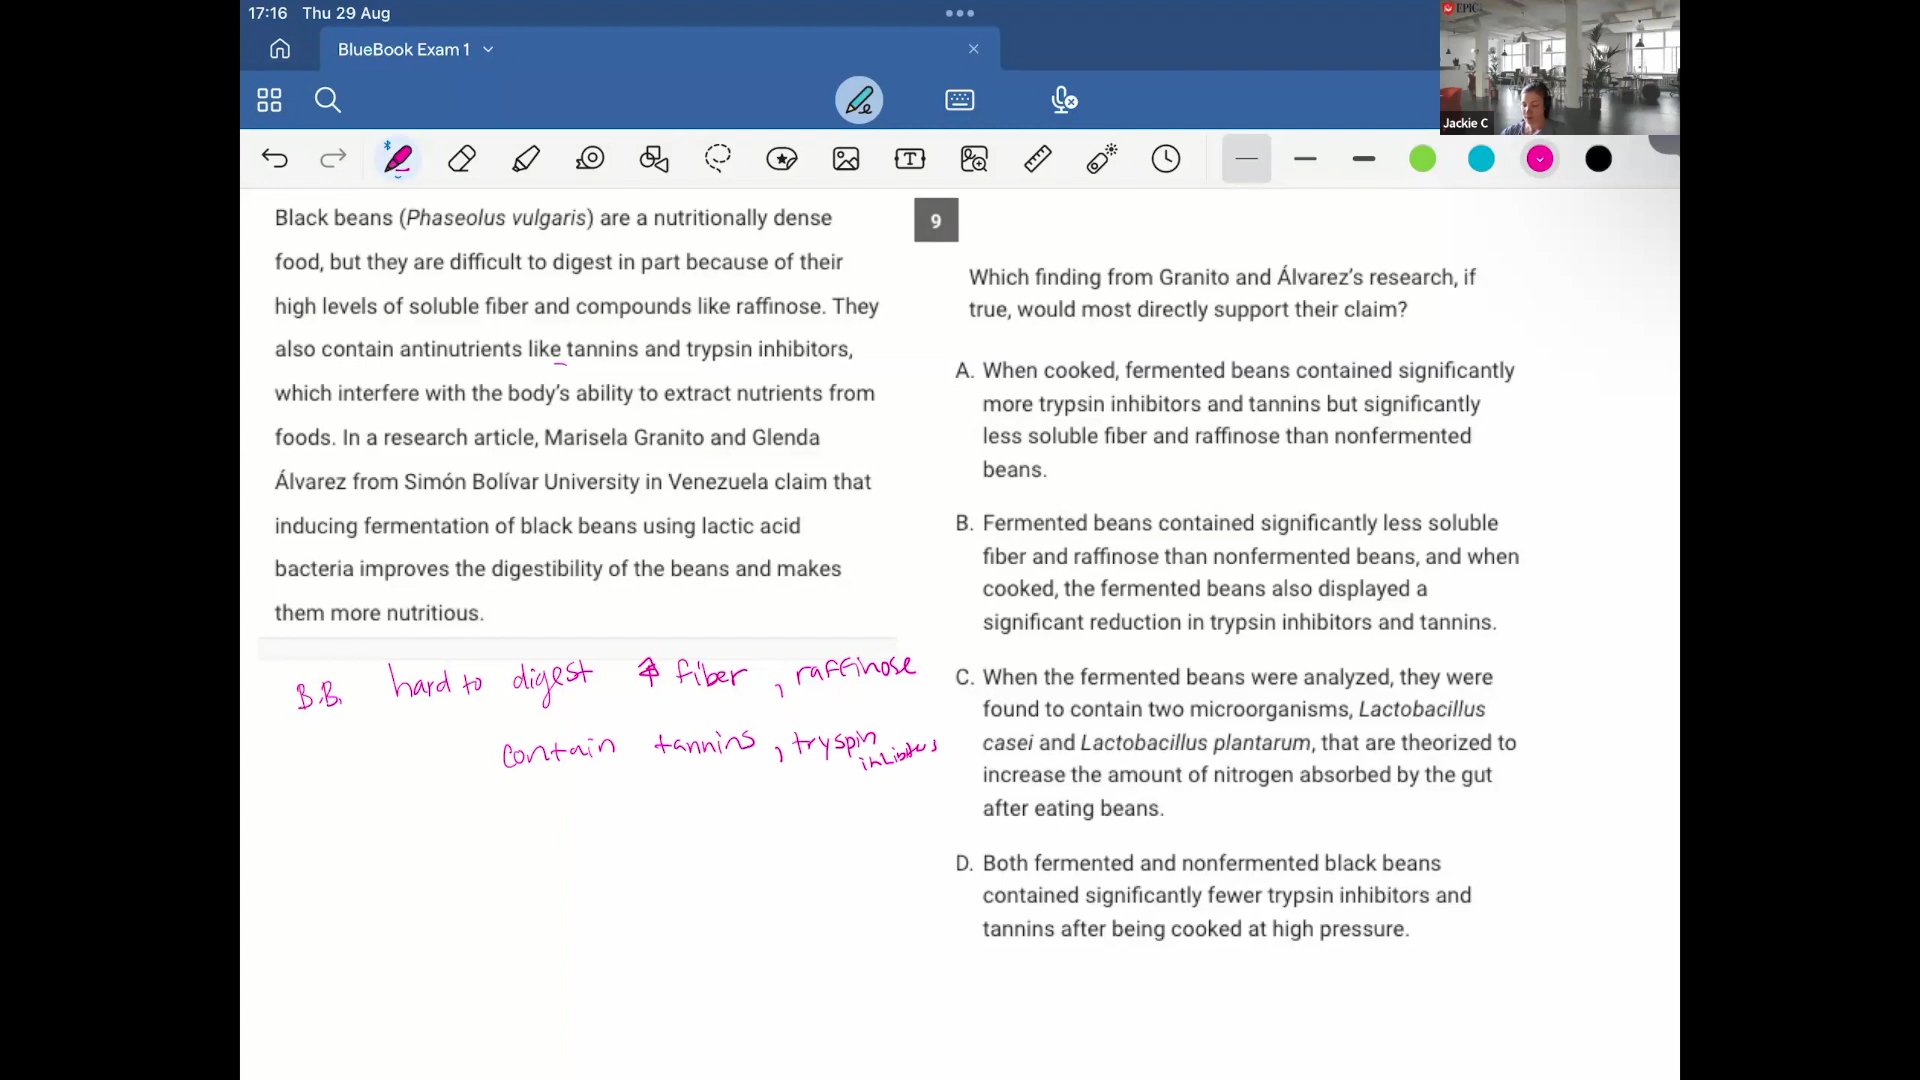 17:16 Thu 29 Aug
BlueBook Exam 1
EPIC
Jackie C
Black beans (Phaseolus vulgaris) are a nutritionally dense
food, but they are difficult to digest in part because of their
high levels of soluble fiber and compounds like raffinose. They
also contain antinutrients like tannins and trypsin inhibitors,
which interfere with the body's ability to extract nutrients from
foods. In a research article, Marisela Granito and Glenda
Álvarez from Simón Bolívar University in Venezuela claim that
inducing fermentation of black beans using lactic acid
bacteria improves the digestibility of the beans and makes
them more nutritious.
B.B. hard to digest ↑ fiber, raffinose
contain tannins, tryspin
inhibitors
9
Which finding from Granito and Álvarez's research, if
true, would most directly support their claim?
A. When cooked, fermented beans contained significantly
more trypsin inhibitors and tannins but significantly
less soluble fiber and raffinose than nonfermented
beans.
B. Fermented beans contained significantly less soluble
fiber and raffinose than nonfermented beans, and when
cooked, the fermented beans also displayed a
significant reduction in trypsin inhibitors and tannins.
C. When the fermented beans were analyzed, they were
found to contain two microorganisms, Lactobacillus
casei and Lactobacillus plantarum, that are theorized to
increase the amount of nitrogen absorbed by the gut
after eating beans.
D. Both fermented and nonfermented black beans
contained significantly fewer trypsin inhibitors and
tannins after being cooked at high pressure.